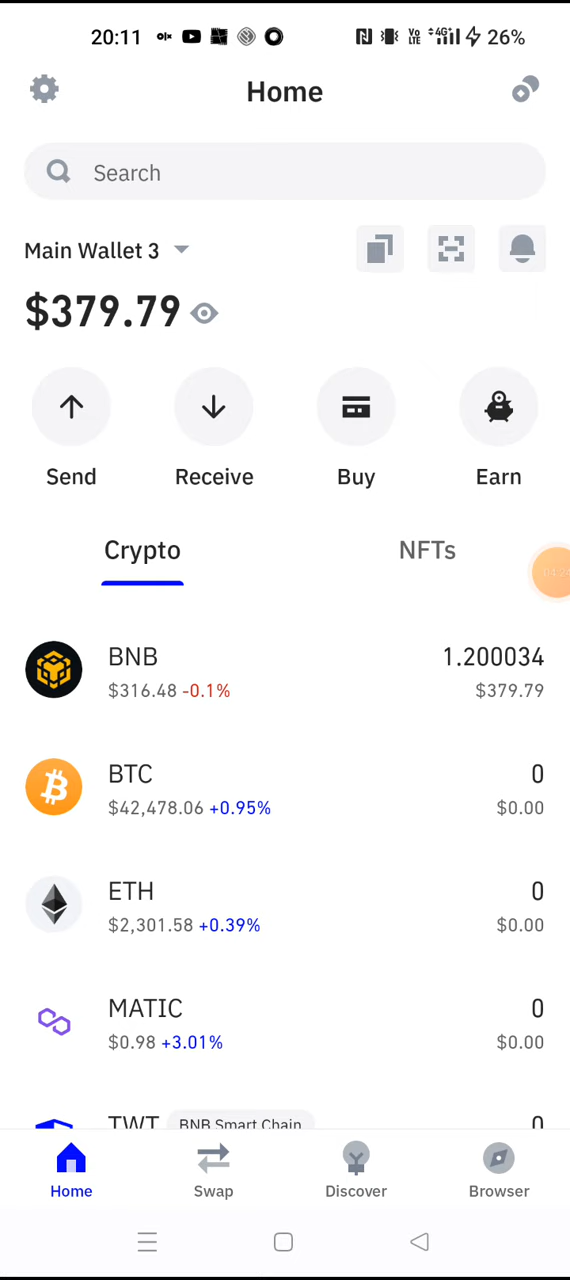 20:11 olx VoLTE 4G 26%
Home
Search
Main Wallet 3
$379.79
Send Receive Buy Earn
Crypto NFTs
BNB 1.200034
$316.48 -0.1% $379.79
BTC 0
$42,478.06 +0.95% $0.00
ETH 0
$2,301.58 +0.39% $0.00
MATIC 0
$0.98 +3.01% $0.00
TWT BNB Smart Chain 0
Home Swap Discover Browser